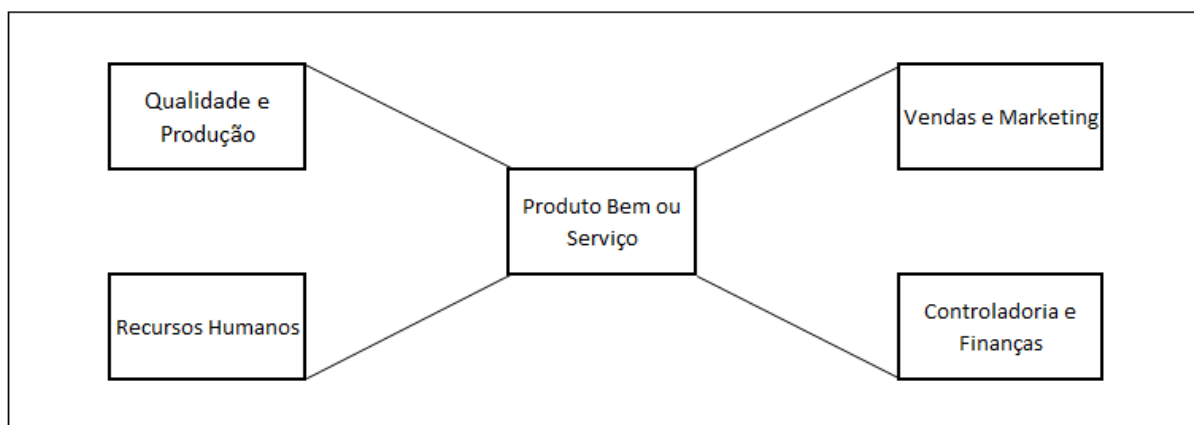 Qualidade e
Produção
Vendas e Marketing
Produto Bem ou
Serviço
Recursos Humanos
Controladoria e
Finanças